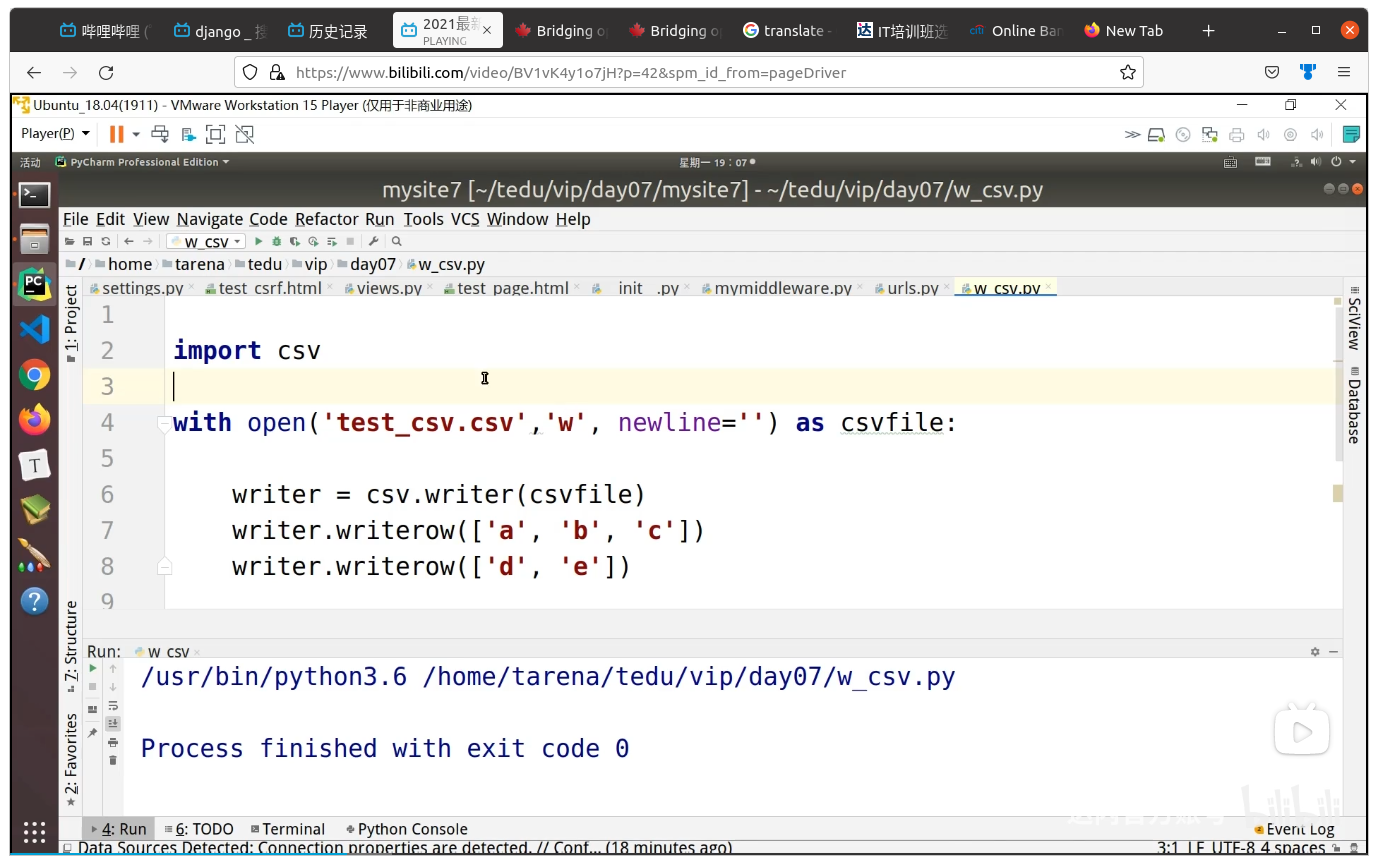 哔哩哔哩 (
django _ 搜
历史记录
2021最新
PLAYING
Bridging o
Bridging o
translate -
IT培训班选
Online Ban
New Tab
https://www.bilibili.com/video/BV1vK4y1o7jH?p=42&spm_id_from=pageDriver
Ubuntu_18.04(1911) - VMware Workstation 15 Player (仅用于非商业用途)
Player(P)
活动 PyCharm Professional Edition 星期一 19：07
mysite7 [~/tedu/vip/day07/mysite7] - ~/tedu/vip/day07/w_csv.py
File Edit View Navigate Code Refactor Run Tools VCS Window Help
w_csv
/ home tarena tedu vip day07 w_csv.py
settings.py test_csrf.html views.py test_page.html __init__.py mymiddleware.py urls.py w_csv.py
1: Project
SciView
Database
1
2 import csv
3
4 with open('test_csv.csv','w', newline='') as csvfile:
5
6 writer = csv.writer(csvfile)
7 writer.writerow(['a', 'b', 'c'])
8 writer.writerow(['d', 'e'])
9
7: Structure
2: Favorites
Run: w_csv
/usr/bin/python3.6 /home/tarena/tedu/vip/day07/w_csv.py
Process finished with exit code 0
bilibili
4: Run 6: TODO Terminal Python Console Event Log
Data Sources Detected: Connection properties are detected. // Conf... (18 minutes ago) 3:1 LF UTF-8 4 spaces